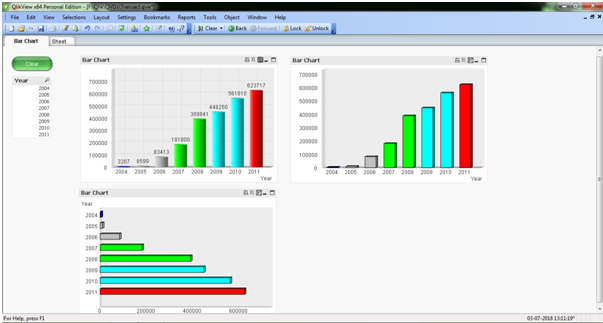 QlikView x64 Personal Edition -
File Edit View Selections Layout Settings Bookmarks Reports Tools Object Window Help
Clear Back Forward Lock Unlock
Bar Chart Sheet
Clear
Year
2004
2005
2006
2007
2008
2009
2010
2011
Bar Chart
700000
600000
500000
400000
300000
200000
100000
0
3207 8599 83413 181800 389941 448250 561810 623717
2004 2005 2006 2007 2008 2009 2010 2011
Year
Bar Chart
700000
600000
500000
400000
300000
200000
100000
0
2004 2005 2006 2007 2008 2009 2010 2011
Year
Bar Chart
Year
2004
2005
2006
2007
2008
2009
2010
2011
0 200000 400000 600000
For Help, press F1
03-07-2018 13:11:19*